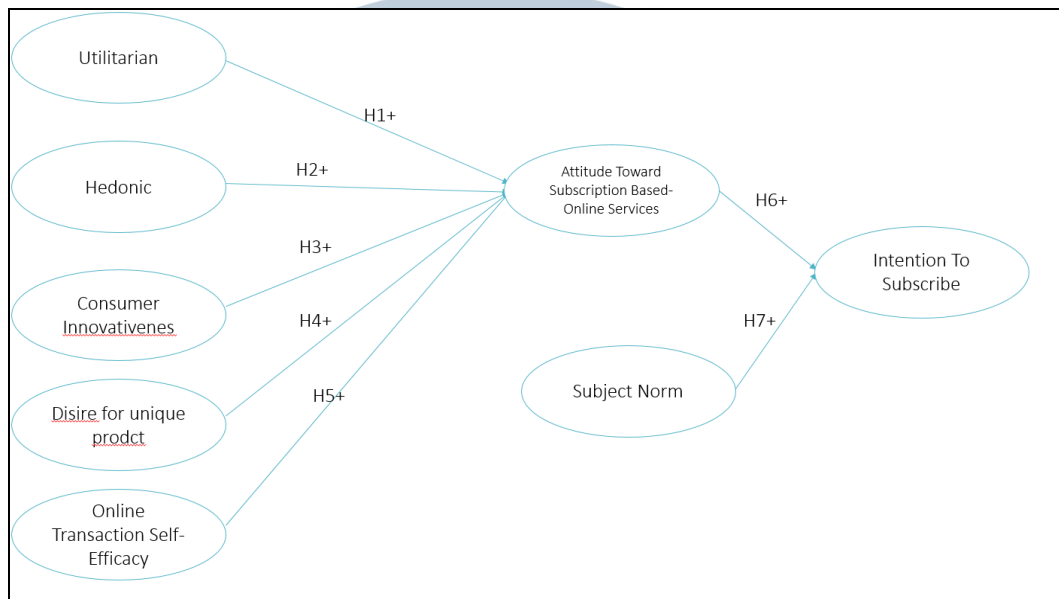 Utilitarian
H1+
Hedonic
H2+
Attitude Toward
Subscription Based-
Online Services
H6+
H3+
Consumer
Innovativenes
Intention To
Subscribe
H4+
H7+
Disire for unique
prodct
H5+
Subject Norm
Online
Transaction Self-
Efficacy